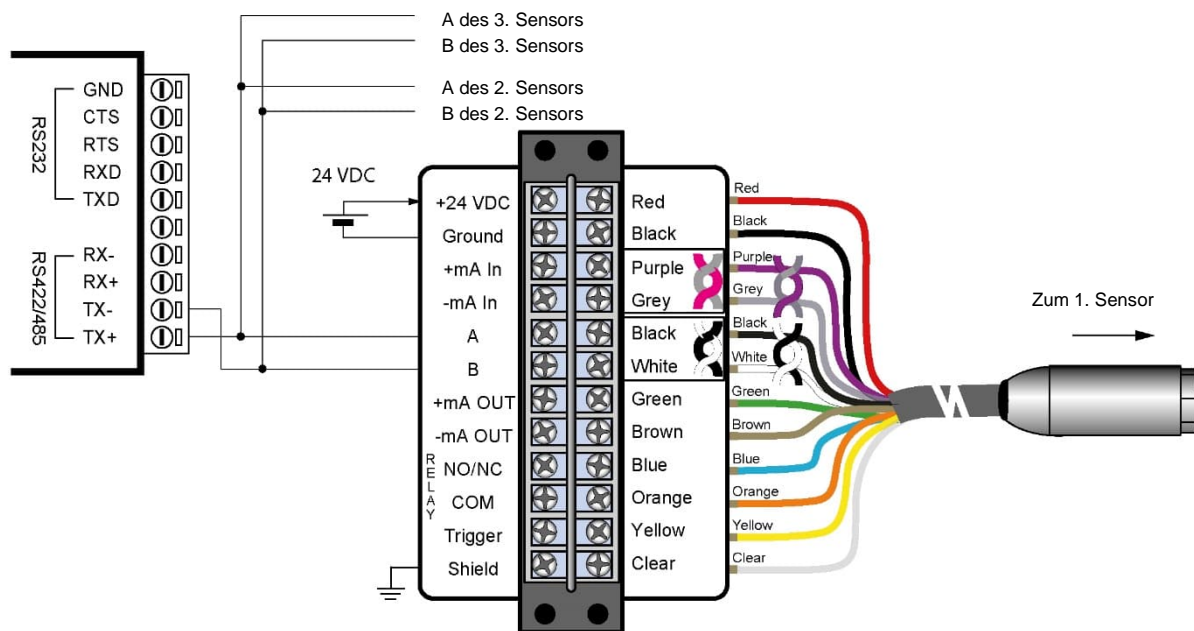 A des 3. Sensors
B des 3. Sensors
A des 2. Sensors
B des 2. Sensors
RS232
GND
CTS
RTS
RXD
TXD
RS422/485
RX-
RX+
TX-
TX+
24 VDC
+24 VDC
Ground
+mA In
-mA In
A
B
+mA OUT
-mA OUT
RELAY
NO/NC
COM
Trigger
Shield
Red
Black
Purple
Grey
Black
White
Green
Brown
Blue
Orange
Yellow
Clear
Red
Black
Purple
Grey
Black
White
Green
Brown
Blue
Orange
Yellow
Clear
Zum 1. Sensor